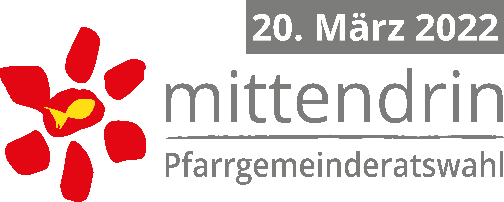 20. März 2022
mittendrin
Pfarrgemeinderatswahl